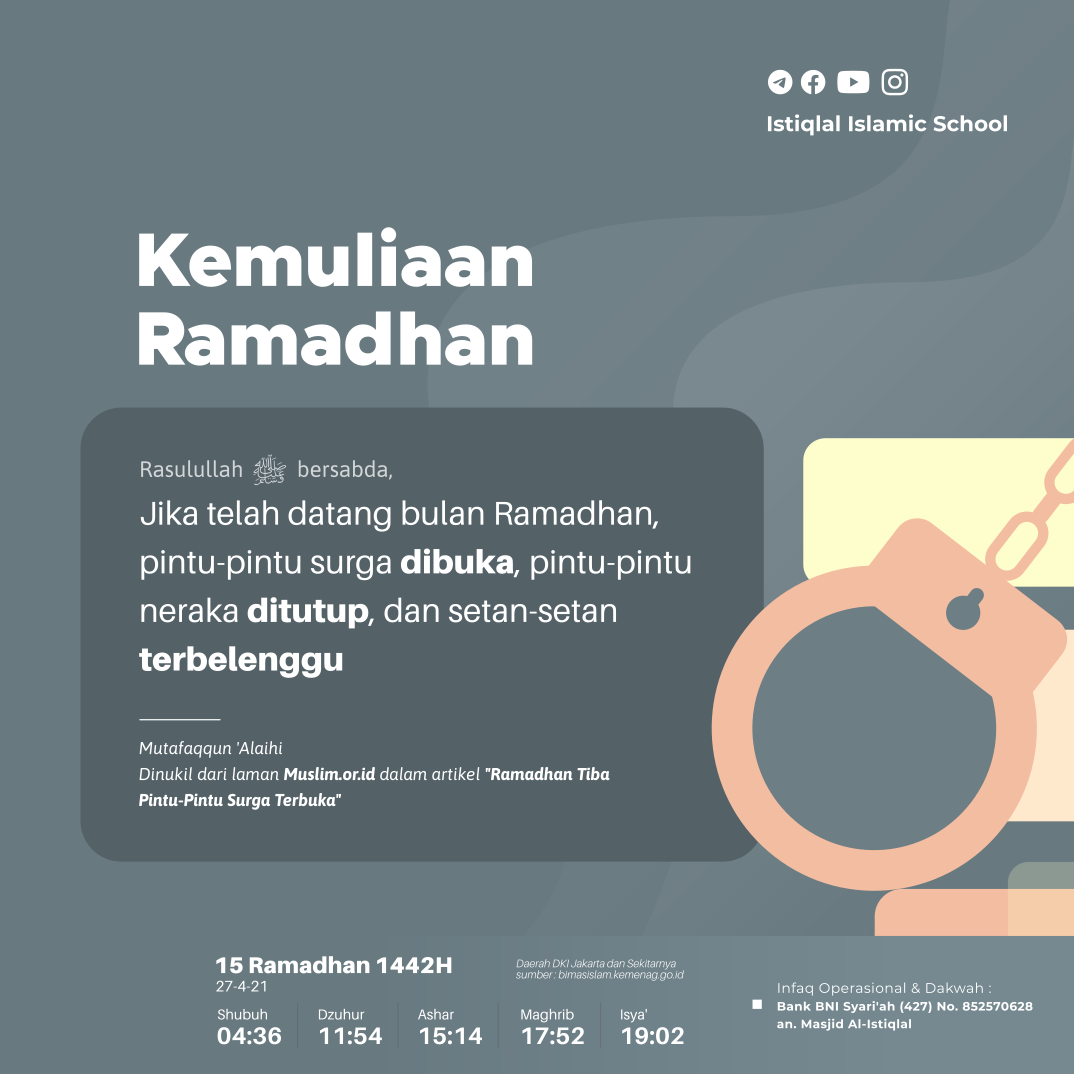 Istiqlal Islamic School
Kemuliaan
Ramadhan
Rasulullah ﷺ bersabda,
Jika telah datang bulan Ramadhan,
pintu-pintu surga dibuka, pintu-pintu
neraka ditutup, dan setan-setan
terbelenggu
Mutafaqqun 'Alaihi
Dinukil dari laman Muslim.or.id dalam artikel "Ramadhan Tiba
Pintu-Pintu Surga Terbuka"
15 Ramadhan 1442H
27-4-21
Daerah DKI Jakarta dan Sekitarnya
sumber : bimasislam.kemenag.go.id
Shubuh Dzuhur Ashar Maghrib Isya'
04:36 11:54 15:14 17:52 19:02
Infaq Operasional & Dakwah :
Bank BNI Syari'ah (427) No. 852570628
an. Masjid Al-Istiqlal